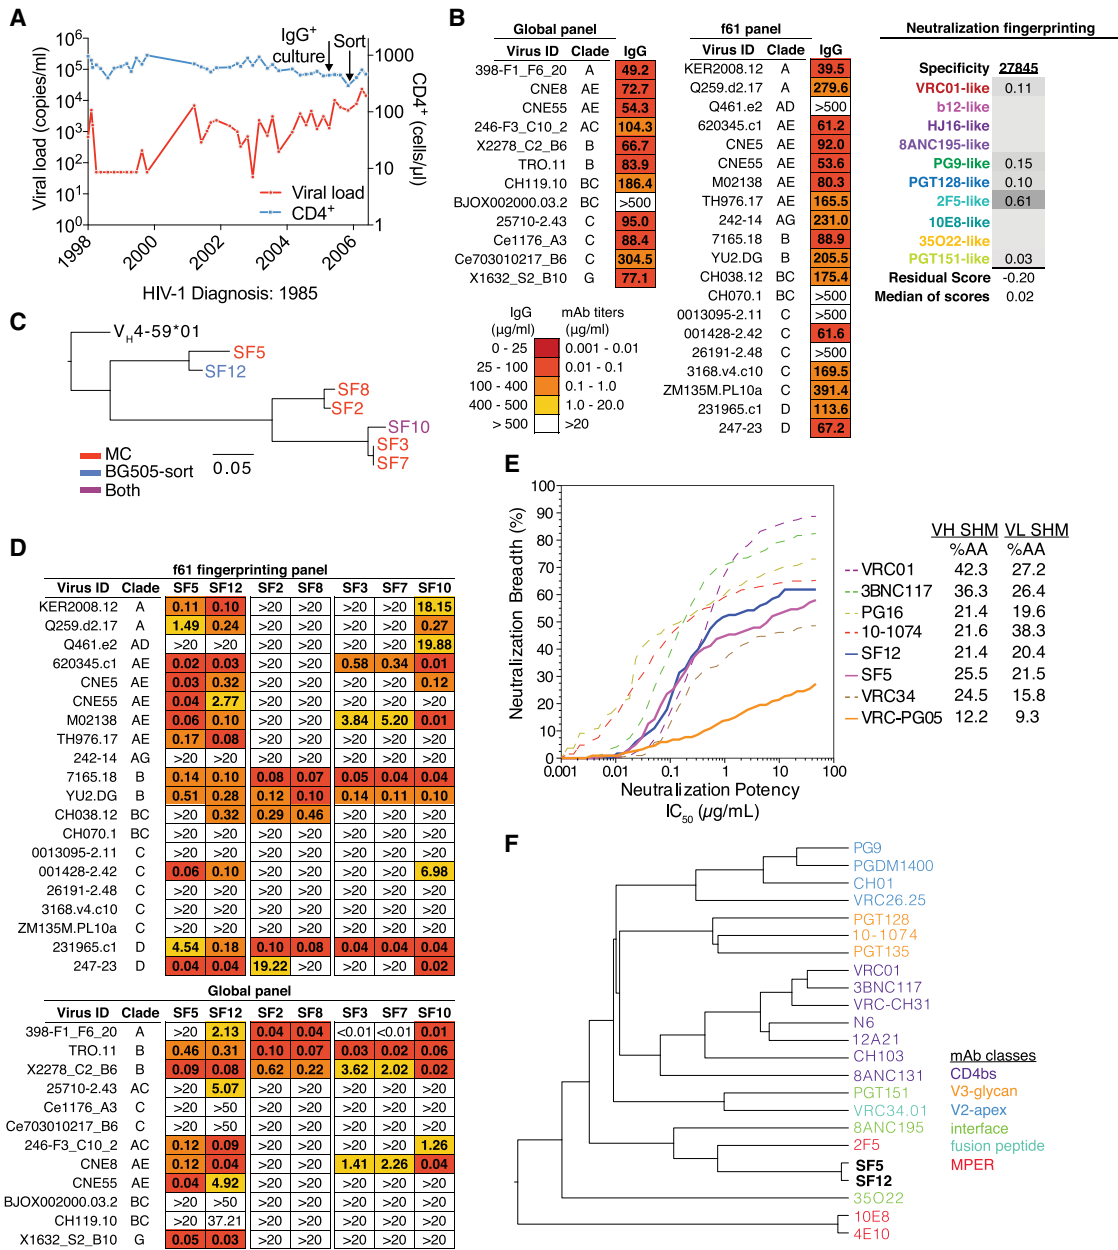 A
IgG+ culture
Sort
10^6
10^5
10^4
10^3
10^2
10^1
10^0
Viral load (copies/ml)
1000
100
10
1
CD4+ (cells/µl)
Viral load
CD4+
1998
2000
2002
2004
2006
HIV-1 Diagnosis: 1985
B
Global panel
Virus ID Clade IgG
398-F1_F6_20 A 49.2
CNE8 AE 72.7
CNE55 AE 54.3
246-F3_C10_2 AC 104.3
X2278_C2_B6 B 66.7
TRO.11 B 83.9
CH119.10 BC 186.4
BJOX002000.03.2 BC >500
25710-2.43 C 95.0
Ce1176_A3 C 88.4
Ce703010217_B6 C 304.5
X1632_S2_B10 G 77.1
IgG (µg/ml) mAb titers (µg/ml)
0 - 25 0.001 - 0.01
25 - 100 0.01 - 0.1
100 - 400 0.1 - 1.0
400 - 500 1.0 - 20.0
> 500 >20
f61 panel
Virus ID Clade IgG
KER2008.12 A 39.5
Q259.d2.17 A 279.6
Q461.e2 AD >500
620345.c1 AE 61.2
CNE5 AE 92.0
CNE55 AE 53.6
M02138 AE 80.3
TH976.17 AE 165.5
242-14 AG 231.0
7165.18 B 88.9
YU2.DG B 205.5
CH038.12 BC 175.4
CH070.1 BC >500
0013095-2.11 C >500
001428-2.42 C 61.6
26191-2.48 C >500
3168.v4.c10 C 169.5
ZM135M.PL10a C 391.4
231965.c1 D 113.6
247-23 D 67.2
Neutralization fingerprinting
Specificity 27845
VRC01-like 0.11
b12-like
HJ16-like
8ANC195-like
PG9-like 0.15
PGT128-like 0.10
2F5-like 0.61
10E8-like
35O22-like
PGT151-like 0.03
Residual Score -0.20
Median of scores 0.02
C
VH4-59*01
SF5
SF12
SF8
SF2
SF10
SF3
SF7
MC
BG505-sort
Both
0.05
D
f61 fingerprinting panel
Virus ID Clade SF5 SF12 SF2 SF8 SF3 SF7 SF10
KER2008.12 A 0.11 0.10 >20 >20 >20 >20 18.15
Q259.d2.17 A 1.49 0.24 >20 >20 >20 >20 0.27
Q461.e2 AD >20 >20 >20 >20 >20 >20 19.88
620345.c1 AE 0.02 0.03 >20 >20 0.58 0.34 0.01
CNE5 AE 0.03 0.32 >20 >20 >20 >20 0.12
CNE55 AE 0.04 2.77 >20 >20 >20 >20 >20
M02138 AE 0.06 0.10 >20 >20 3.84 5.20 0.01
TH976.17 AE 0.17 0.08 >20 >20 >20 >20 >20
242-14 AG >20 >20 >20 >20 >20 >20 >20
7165.18 B 0.14 0.10 0.08 0.07 0.05 0.04 0.04
YU2.DG B 0.51 0.28 0.12 0.10 0.14 0.11 0.10
CH038.12 BC >20 0.32 0.29 0.46 >20 >20 >20
CH070.1 BC >20 >20 >20 >20 >20 >20 >20
0013095-2.11 C >20 >20 >20 >20 >20 >20 >20
001428-2.42 C 0.06 0.10 >20 >20 >20 >20 6.98
26191-2.48 C >20 >20 >20 >20 >20 >20 >20
3168.v4.c10 C >20 >20 >20 >20 >20 >20 >20
ZM135M.PL10a C >20 >20 >20 >20 >20 >20 >20
231965.c1 D 4.54 0.18 0.10 0.08 0.04 0.04 0.04
247-23 D 0.04 0.04 19.22 >20 >20 >20 0.02
Global panel
Virus ID Clade SF5 SF12 SF2 SF8 SF3 SF7 SF10
398-F1_F6_20 A >20 2.13 0.04 0.04 <0.01 <0.01 0.01
TRO.11 B 0.46 0.31 0.10 0.07 0.03 0.02 0.06
X2278_C2_B6 B 0.09 0.08 0.62 0.22 3.62 2.02 0.02
25710-2.43 AC >20 5.07 >20 >20 >20 >20 >20
Ce1176_A3 C >20 >50 >20 >20 >20 >20 >20
Ce703010217_B6 C >20 >50 >20 >20 >20 >20 >20
246-F3_C10_2 AC 0.12 0.09 >20 >20 >20 >20 1.26
CNE8 AE 0.12 0.04 >20 >20 1.41 2.26 0.04
CNE55 AE 0.04 4.92 >20 >20 >20 >20 >20
BJOX002000.03.2 BC >20 >50 >20 >20 >20 >20 >20
CH119.10 BC >20 37.21 >20 >20 >20 >20 >20
X1632_S2_B10 G 0.05 0.03 >20 >20 >20 >20 >20
E
Neutralization Breadth (%)
100
90
80
70
60
50
40
30
20
10
0
0.001 0.01 0.1 1 10 100
Neutralization Potency
IC50 (µg/mL)
VH SHM VL SHM
%AA %AA
VRC01 42.3 27.2
3BNC117 36.3 26.4
PG16 21.4 19.6
10-1074 21.6 38.3
SF12 21.4 20.4
SF5 25.5 21.5
VRC34 24.5 15.8
VRC-PG05 12.2 9.3
F
PG9
PGDM1400
CH01
VRC26.25
PGT128
10-1074
PGT135
VRC01
3BNC117
VRC-CH31
N6
12A21
CH103
8ANC131
PGT151
VRC34.01
8ANC195
2F5
SF5
SF12
35O22
10E8
4E10
mAb classes
CD4bs
V3-glycan
V2-apex
interface
fusion peptide
MPER